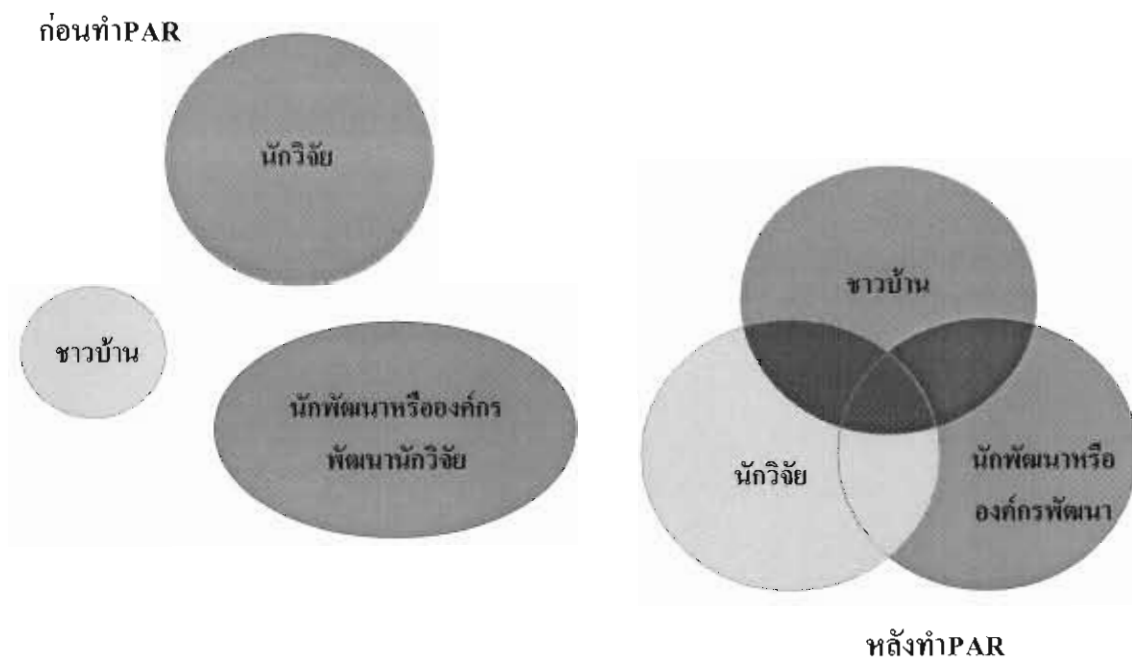 ก่อนทำPAR
นักวิจัย
ชาวบ้าน
นักพัฒนาหรือองค์กร
พัฒนานักวิจัย
ชาวบ้าน
นักวิจัย
นักพัฒนาหรือ
องค์กรพัฒนา
หลังทำPAR